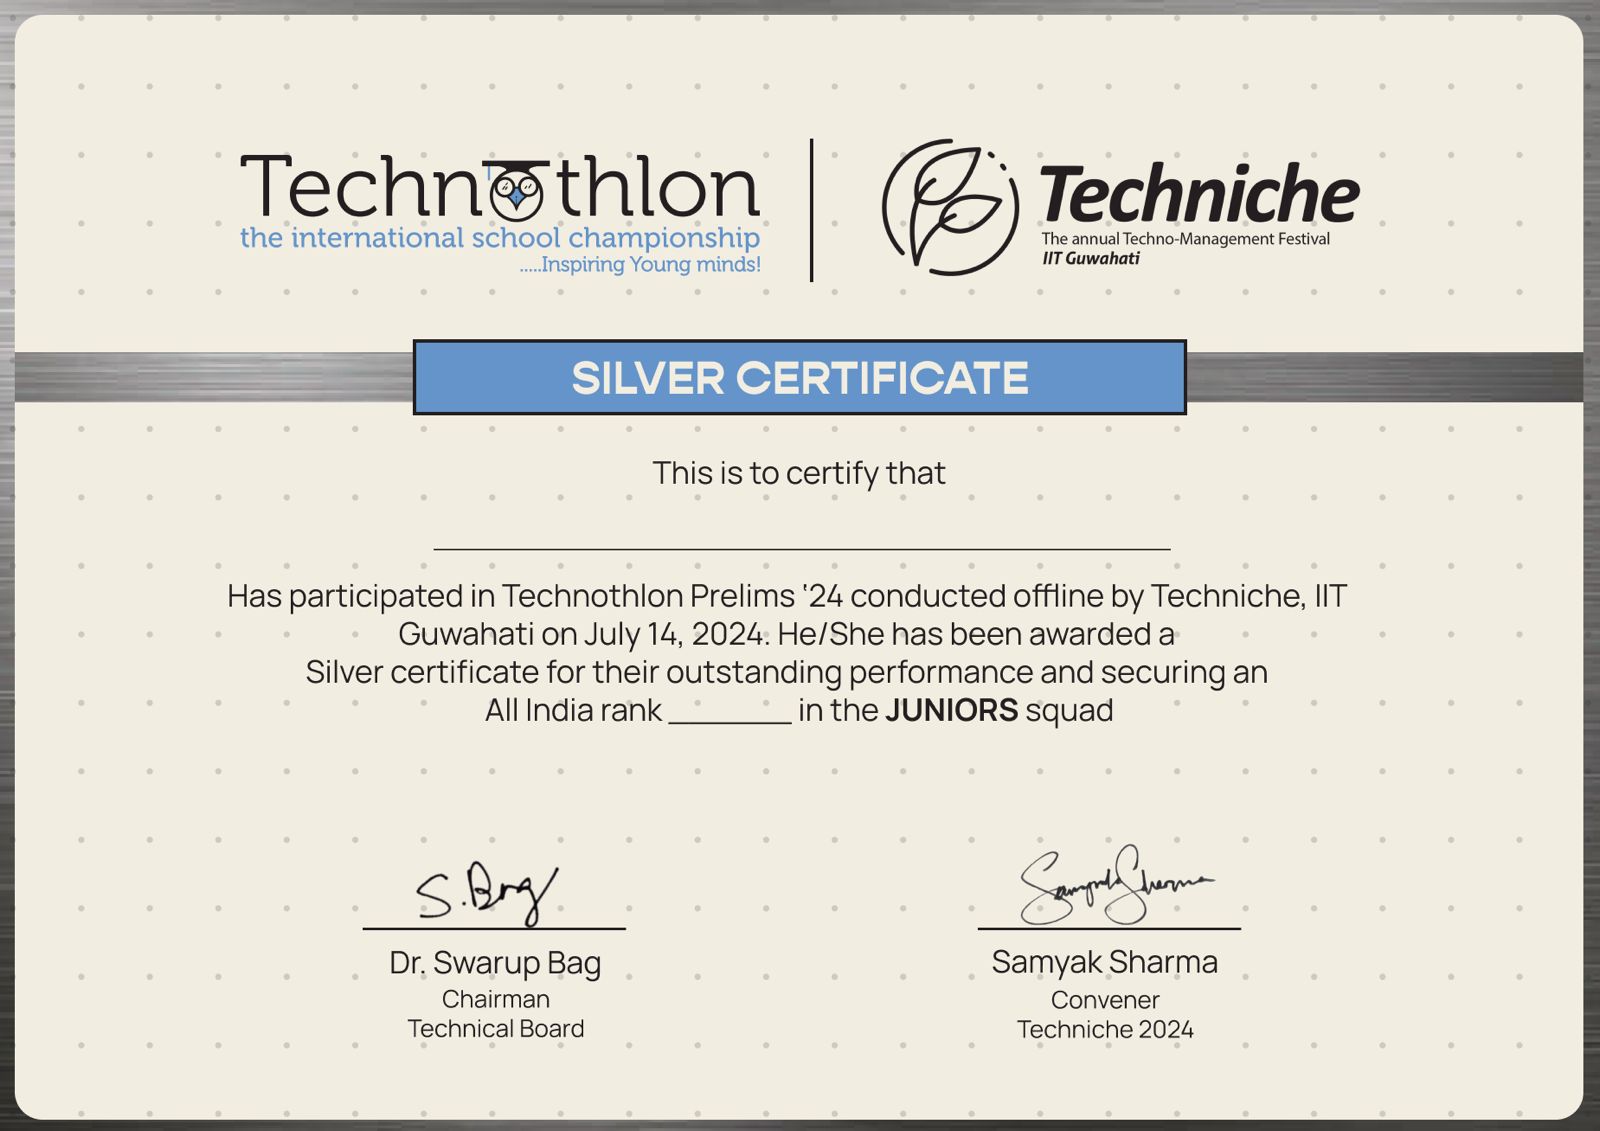 Technothlon
the international school championship
.....Inspiring Young minds!
Techniche
The annual Techno-Management Festival
IIT Guwahati
SILVER CERTIFICATE
This is to certify that
Has participated in Technothlon Prelims ‘24 conducted offline by Techniche, IIT
Guwahati on July 14, 2024. He/She has been awarded a
Silver certificate for their outstanding performance and securing an
All India rank _______ in the JUNIORS squad
S. Bag
Samyak Sharma
Dr. Swarup Bag
Chairman
Technical Board
Samyak Sharma
Convener
Techniche 2024